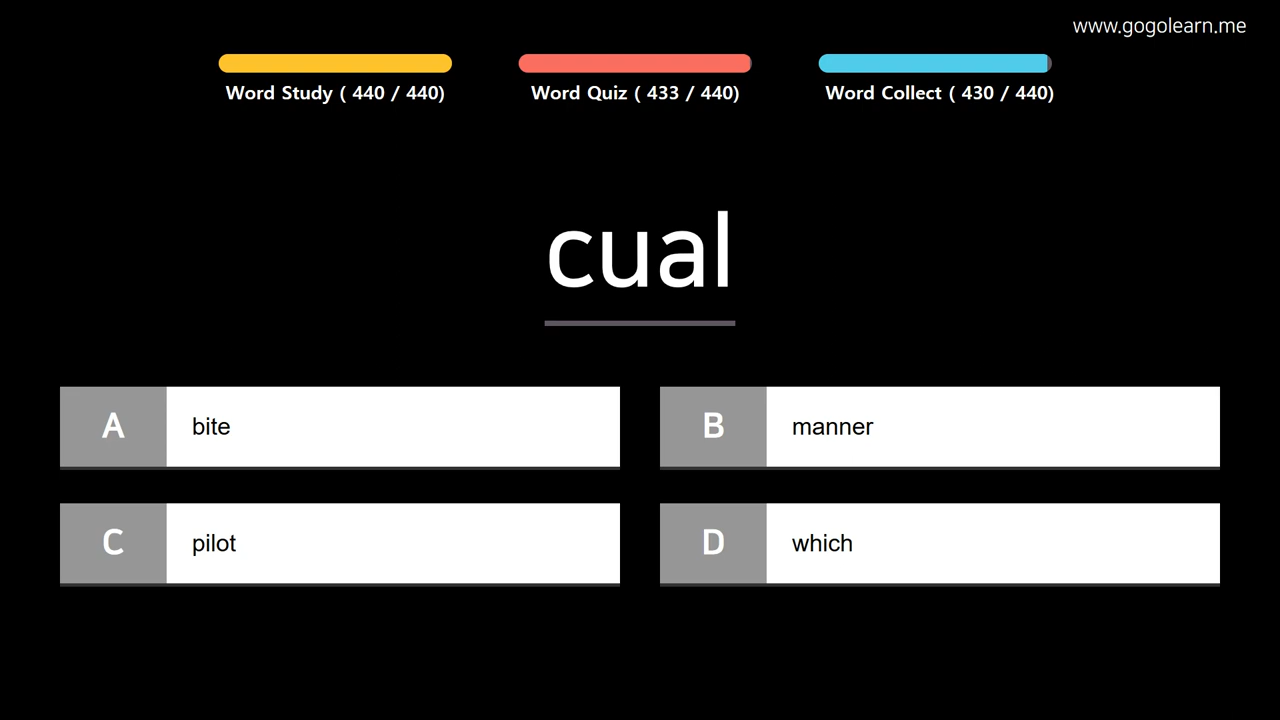 www.gogolearn.me
Word Study ( 440 / 440)
Word Quiz ( 433 / 440)
Word Collect ( 430 / 440)
cual
A bite
B manner
C pilot
D which